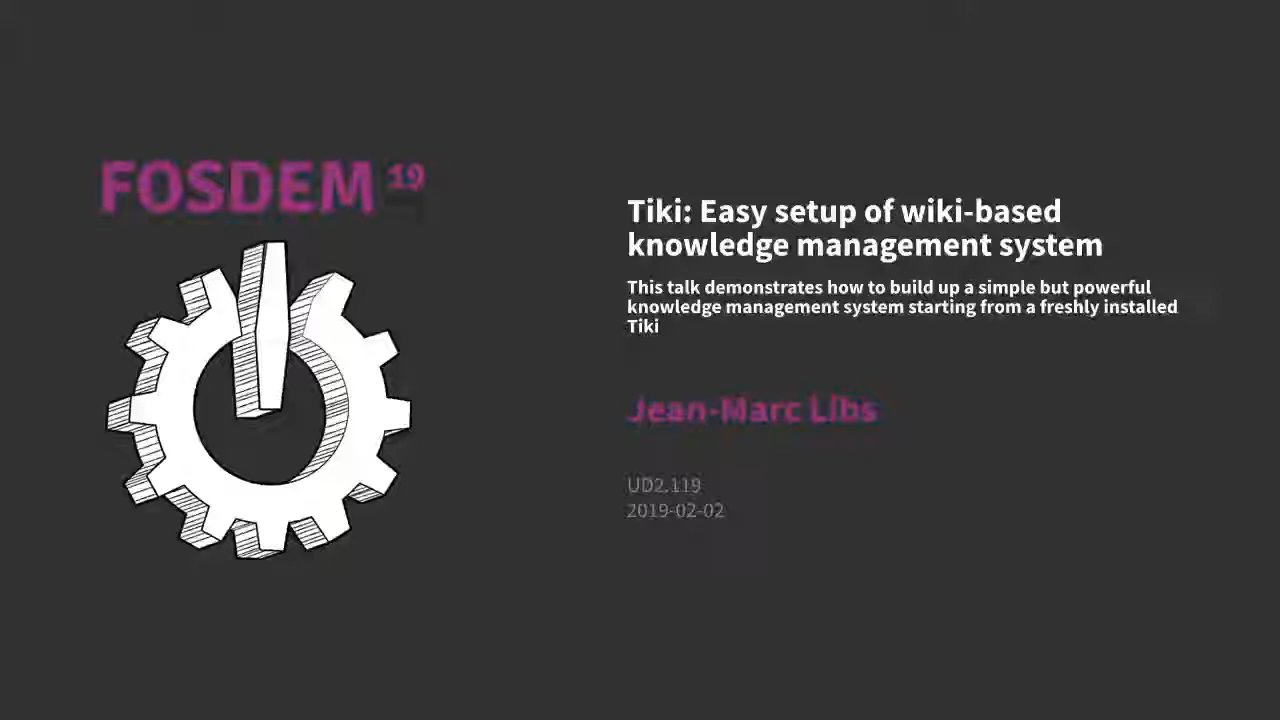 FOSDEM 19
Tiki: Easy setup of wiki-based
knowledge management system
This talk demonstrates how to build up a simple but powerful
knowledge management system starting from a freshly installed
Tiki
Jean-Marc Libs
UD2.119
2019-02-02